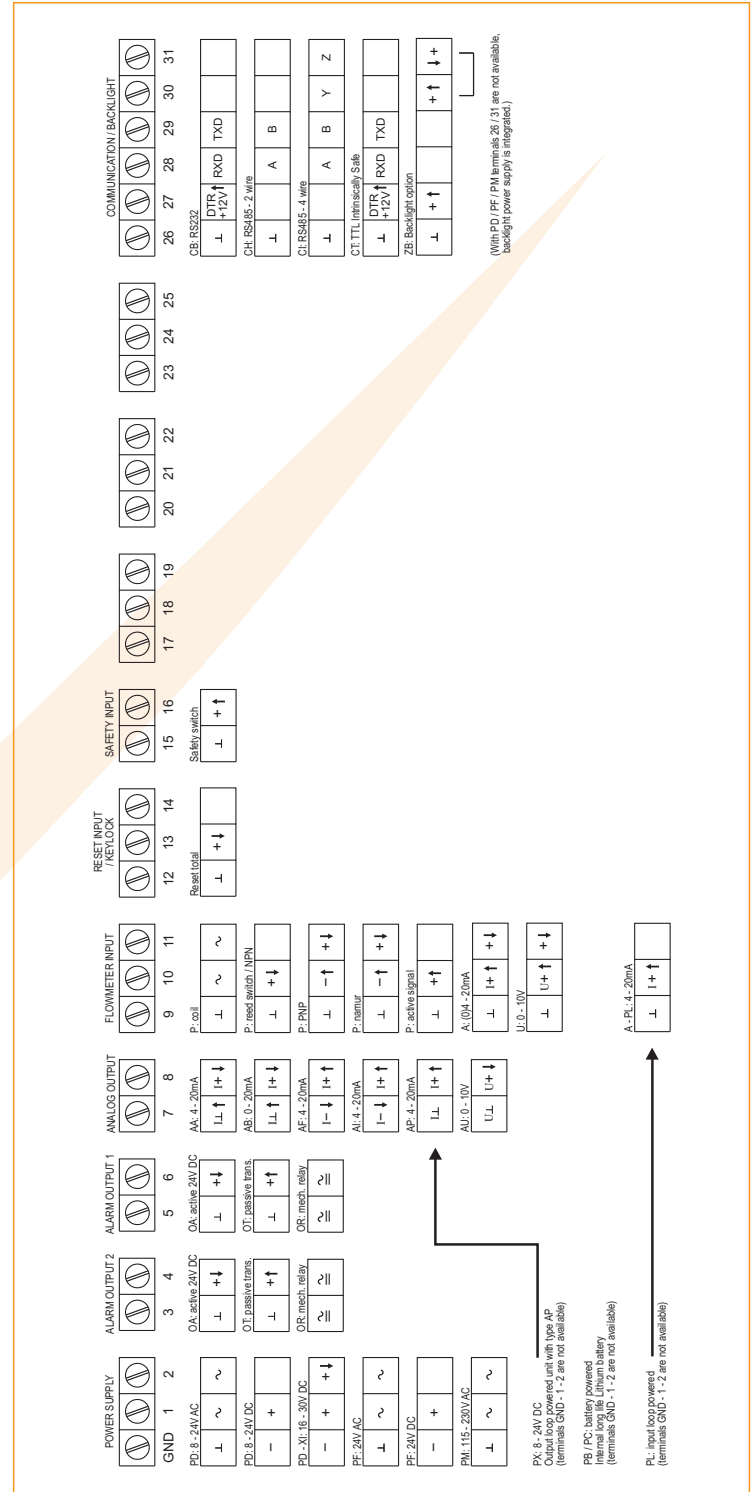 POWER SUPPLY
GND 1 2
PD: 8 - 24V AC
⊥ ~ ~
PD: 8 - 24V DC
− +
PD - XI: 16 - 30V DC
− + +↓
PF: 24V AC
⊥ ~ ~
PF: 24V DC
− +
PM: 115 - 230V AC
⊥ ~ ~
PX: 8 - 24V DC
Output loop powered unit with type AP
(terminals GND - 1 - 2 are not available)
PB / PC: battery powered
Internal long life Lithium battery
(terminals GND - 1 - 2 are not available)
PL: input loop powered
(terminals GND - 1 - 2 are not available)
ALARM OUTPUT 2
3 4
OA: active 24V DC
⊥ +↓
OT: passive trans.
⊥ +↑
OR: mech. relay
ALARM OUTPUT 1
5 6
OA: active 24V DC
⊥ +↓
OT: passive trans.
⊥ +↑
OR: mech. relay
ANALOG OUTPUT
7 8
AA: 4 - 20mA
I⊥↑ I+↓
AB: 0 - 20mA
I⊥↑ I+↓
AF: 4 - 20mA
I−↓ I+↑
AI: 4 - 20mA
I−↓ I+↑
AP: 4 - 20mA
I⊥ I+↑
AU: 0 - 10V
U⊥ U+↓
FLOWMETER INPUT
9 10 11
P: coil
⊥ ~ ~
P: reed switch / NPN
⊥ +↓
P: PNP
⊥ −↑ +↓
P: namur
⊥ −↑ +↓
P: active signal
⊥ +↑
A: (0)4 - 20mA
⊥ I+↑ +↓
U: 0 - 10V
⊥ U+↑ +↓
A - PL: 4 - 20mA
⊥ I+↑
RESET INPUT
/ KEYLOCK
12 13 14
Reset total
⊥ +↓
SAFETY INPUT
15 16
Safety switch
⊥ +↑
17 18 19
20 21 22
23 24 25
COMMUNICATION / BACKLIGHT
26 27 28 29 30 31
CB: RS232
⊥ DTR +12V↑ RXD TXD
CH: RS485 - 2 wire
⊥ A B
CI: RS485 - 4 wire
⊥ A B Y Z
CT: TTL Intrinsically Safe
⊥ DTR +12V↑ RXD TXD
ZB: Backlight option
⊥ +↑ +↑ ↓+
(With PD / PF / PM terminals 26 / 31 are not available,
backlight power supply is integrated.)